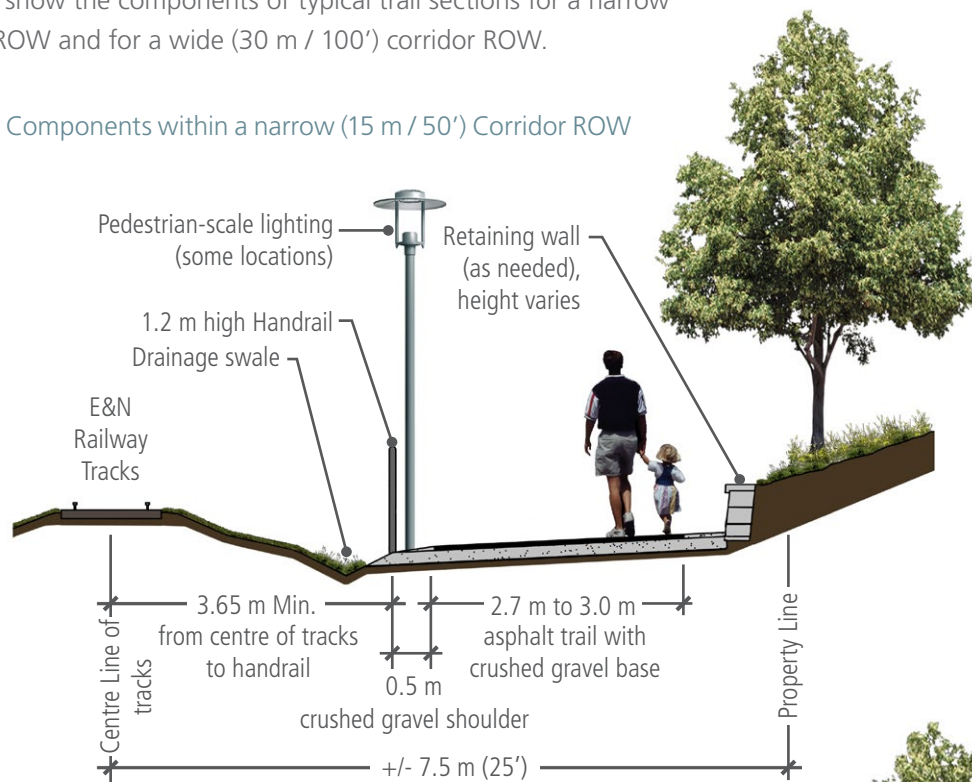 show the components of typical trail sections for a narrow
ROW and for a wide (30 m / 100’) corridor ROW.
Components within a narrow (15 m / 50’) Corridor ROW
Pedestrian-scale lighting
(some locations)
Retaining wall
(as needed),
height varies
1.2 m high Handrail
Drainage swale
E&N
Railway
Tracks
3.65 m Min.
from centre of tracks
to handrail
2.7 m to 3.0 m
asphalt trail with
crushed gravel base
0.5 m
crushed gravel shoulder
Centre Line of
tracks
Property Line
+/- 7.5 m (25’)